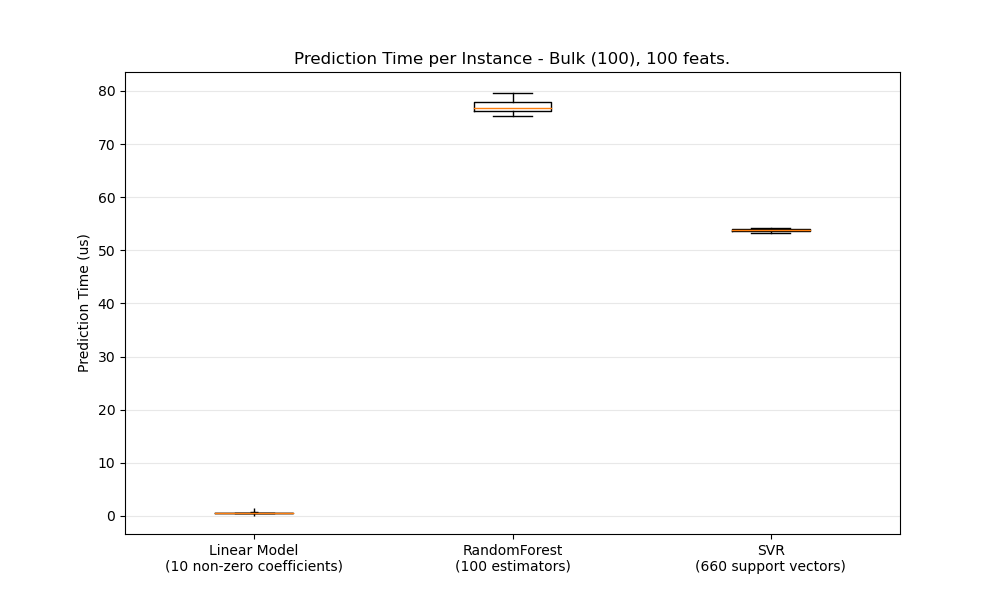 Prediction Time per Instance - Bulk (100), 100 feats.
Prediction Time (us)
80
70
60
50
40
30
20
10
0
Linear Model
(10 non-zero coefficients)
RandomForest
(100 estimators)
SVR
(660 support vectors)